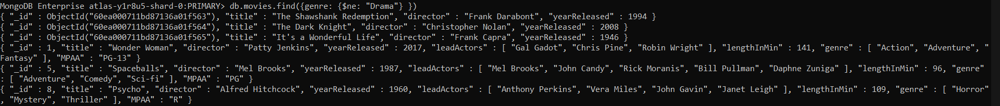 MongoDB Enterprise atlas-y1r8u5-shard-0:PRIMARY> db.movies.find({genre: {$ne: "Drama"} })
{ "_id" : ObjectId("60ea000711bd87136a01f563"), "title" : "The Shawshank Redemption", "director" : "Frank Darabont", "yearReleased" : 1994 }
{ "_id" : ObjectId("60ea000711bd87136a01f564"), "title" : "The Dark Knight", "director" : "Christopher Nolan", "yearReleased" : 2008 }
{ "_id" : ObjectId("60ea000711bd87136a01f565"), "title" : "It's a Wonderful Life", "director" : "Frank Capra", "yearReleased" : 1946 }
{ "_id" : 1, "title" : "Wonder Woman", "director" : "Patty Jenkins", "yearReleased" : 2017, "leadActors" : [ "Gal Gadot", "Chris Pine", "Robin Wright" ], "lengthInMin" : 141, "genre" : [ "Action", "Adventure", "
Fantasy" ], "MPAA" : "PG-13" }
{ "_id" : 5, "title" : "Spaceballs", "director" : "Mel Brooks", "yearReleased" : 1987, "leadActors" : [ "Mel Brooks", "John Candy", "Rick Moranis", "Bill Pullman", "Daphne Zuniga" ], "lengthInMin" : 96, "genre"
: [ "Adventure", "Comedy", "Sci-fi" ], "MPAA" : "PG" }
{ "_id" : 8, "title" : "Psycho", "director" : "Alfred Hitchcock", "yearReleased" : 1960, "leadActors" : [ "Anthony Perkins", "Vera Miles", "John Gavin", "Janet Leigh" ], "lengthInMin" : 109, "genre" : [ "Horror"
, "Mystery", "Thriller" ], "MPAA" : "R" }